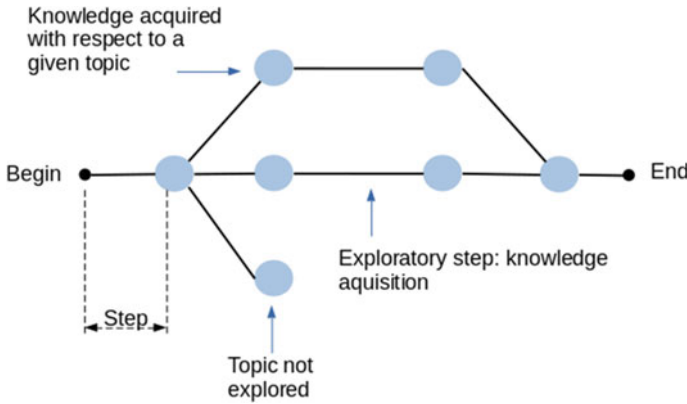 Knowledge acquired
with respect to a
given topic
Begin
End
Exploratory step: knowledge
aquisition
Step
Topic not
explored